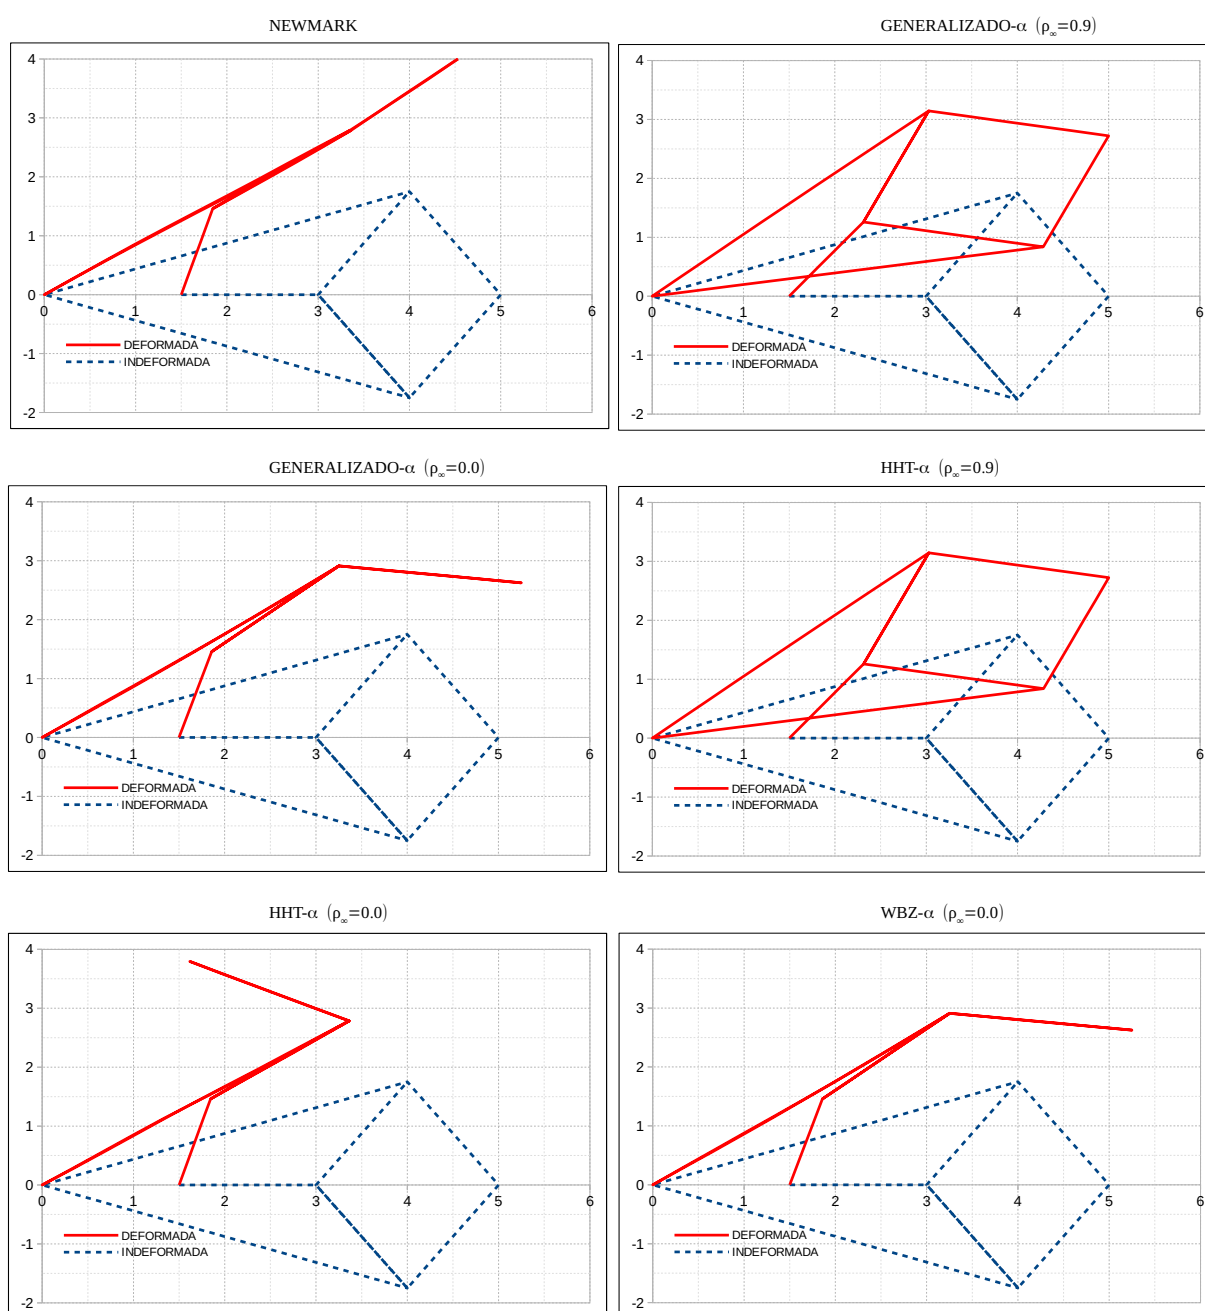 NEWMARK
4
3
2
1
0
-1
-2
0 1 2 3 4 5 6
DEFORMADA
INDEFORMADA
GENERALIZADO-α (ρ∞=0.9)
4
3
2
1
0
-1
-2
0 1 2 3 4 5 6
DEFORMADA
INDEFORMADA
GENERALIZADO-α (ρ∞=0.0)
4
3
2
1
0
-1
-2
0 1 2 3 4 5 6
DEFORMADA
INDEFORMADA
HHT-α (ρ∞=0.9)
4
3
2
1
0
-1
-2
0 1 2 3 4 5 6
DEFORMADA
INDEFORMADA
HHT-α (ρ∞=0.0)
4
3
2
1
0
-1
-2
0 1 2 3 4 5 6
DEFORMADA
INDEFORMADA
WBZ-α (ρ∞=0.0)
4
3
2
1
0
-1
-2
0 1 2 3 4 5 6
DEFORMADA
INDEFORMADA